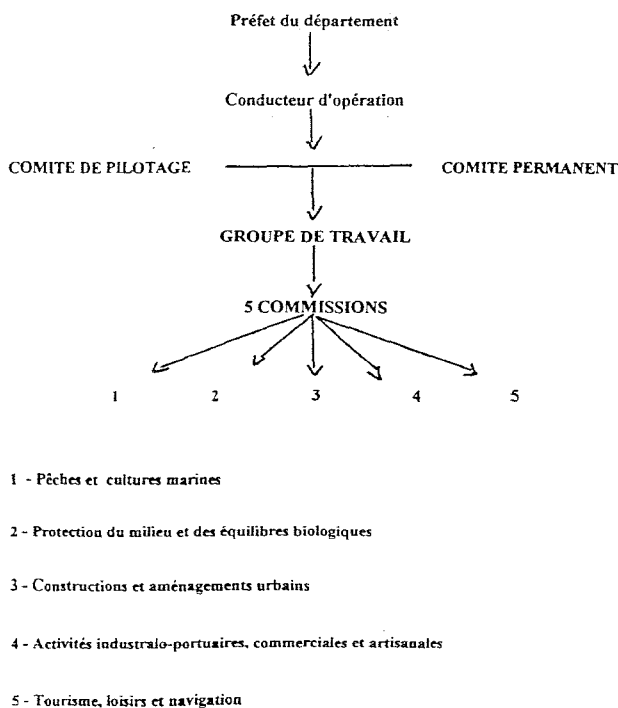 Préfet du département
Conducteur d'opération
COMITE DE PILOTAGE COMITE PERMANENT
GROUPE DE TRAVAIL
5 COMMISSIONS
1 2 3 4 5
1 - Pêches et cultures marines
2 - Protection du milieu et des équilibres biologiques
3 - Constructions et aménagements urbains
4 - Activités industralo-portuaires, commerciales et artisanales
5 - Tourisme, loisirs et navigation